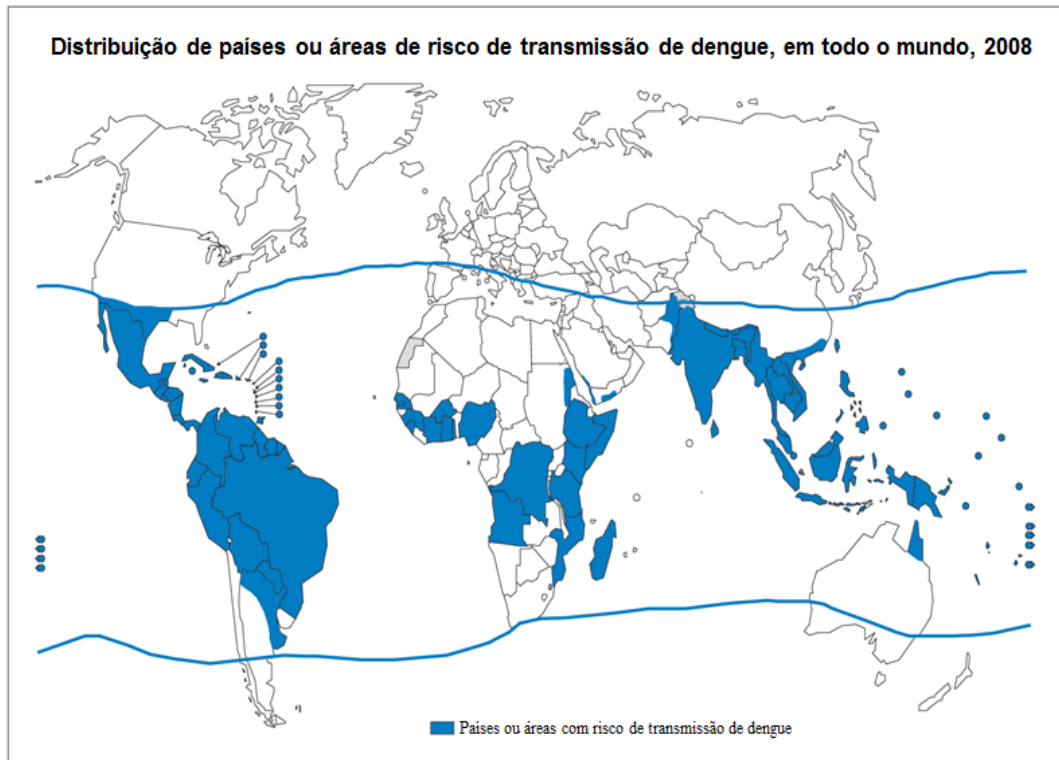 Distribuição de países ou áreas de risco de transmissão de dengue, em todo o mundo, 2008
Países ou áreas com risco de transmissão de dengue